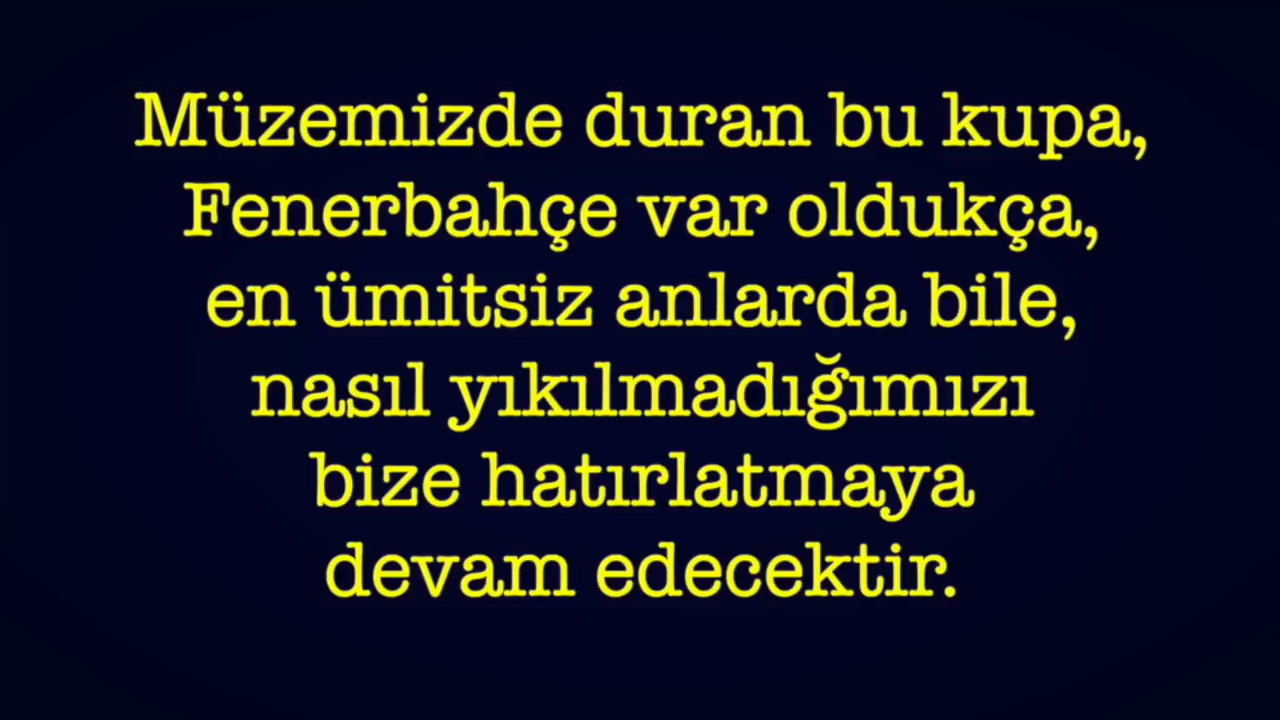 Müzemizde duran bu kupa,
Fenerbahçe var oldukça,
en ümitsiz anlarda bile,
nasıl yıkılmadığımızı
bize hatırlatmaya
devam edecektir.